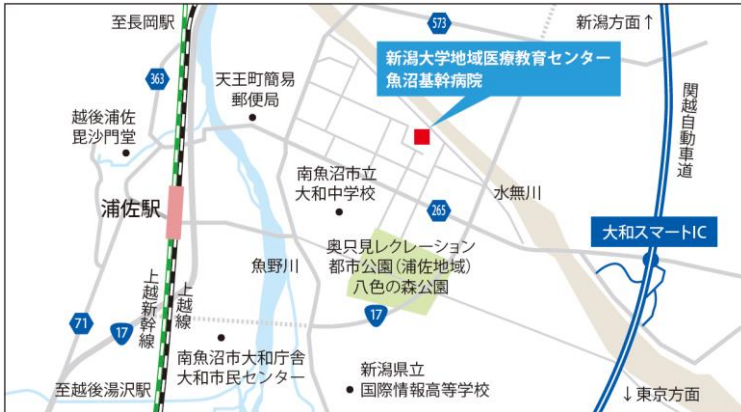 至長岡駅
573
新潟方面↑
新潟大学地域医療教育センター
魚沼基幹病院
363
天王町簡易
郵便局
関越自動車道
越後浦佐
毘沙門堂
南魚沼市立
大和中学校
水無川
265
浦佐駅
大和スマートIC
魚野川
奥只見レクレーション
都市公園(浦佐地域)
八色の森公園
上越新幹線
上越線
71
17
17
南魚沼市大和庁舎
大和市民センター
新潟県立
国際情報高等学校
至越後湯沢駅
↓東京方面